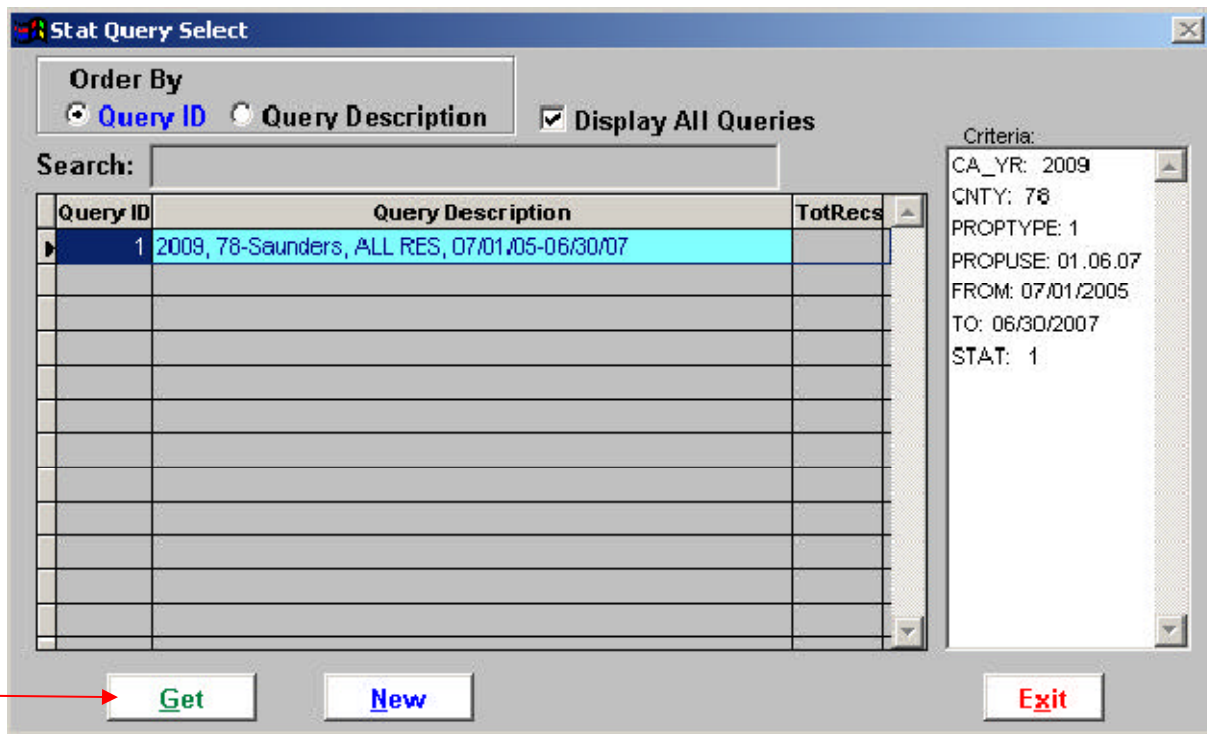 Stat Query Select
Order By
Query ID Query Description Display All Queries
Search:
Query ID Query Description TotRecs
1 2009, 78-Saunders, ALL RES, 07/01/05-06/30/07
Criteria:
CA_YR: 2009
CNTY: 78
PROPTYPE: 1
PROPUSE: 01.06.07
FROM: 07/01/2005
TO: 06/30/2007
STAT: 1
Get New Exit